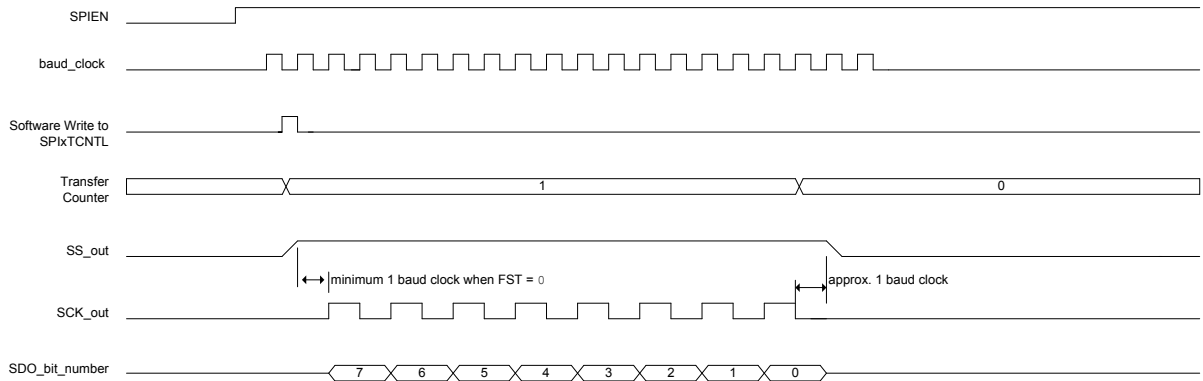 SPIEN
baud_clock
Software Write to
SPIxTCNTL
Transfer
Counter
1
0
SS_out
minimum 1 baud clock when FST = 0
approx. 1 baud clock
SCK_out
SDO_bit_number
7 6 5 4 3 2 1 0